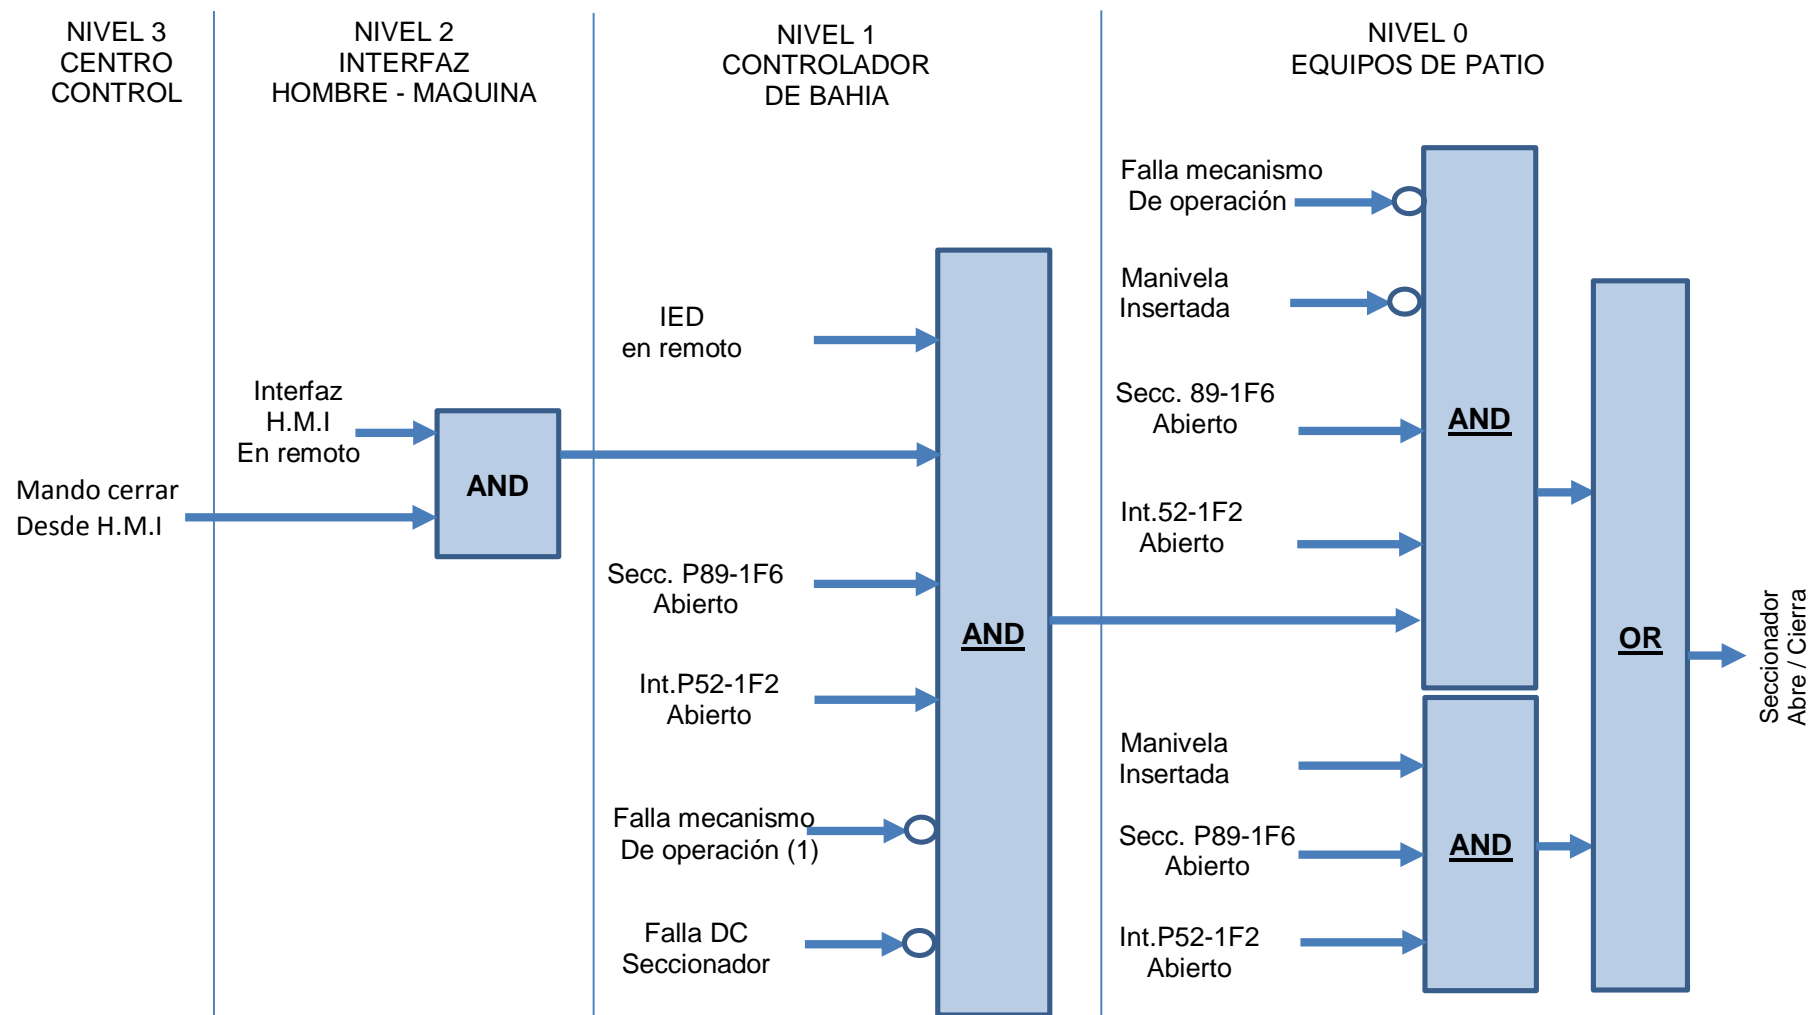 NIVEL 3
CENTRO
CONTROL
NIVEL 2
INTERFAZ
HOMBRE - MAQUINA
NIVEL 1
CONTROLADOR
DE BAHIA
NIVEL 0
EQUIPOS DE PATIO
Mando cerrar
Desde H.M.I
Interfaz
H.M.I
En remoto
AND
IED
en remoto
Secc. P89-1F6
Abierto
Int.P52-1F2
Abierto
Falla mecanismo
De operación (1)
Falla DC
Seccionador
AND
Falla mecanismo
De operación
Manivela
Insertada
Secc. 89-1F6
Abierto
Int.52-1F2
Abierto
AND
Manivela
Insertada
Secc. P89-1F6
Abierto
Int.P52-1F2
Abierto
AND
OR
Seccionador
Abre / Cierra